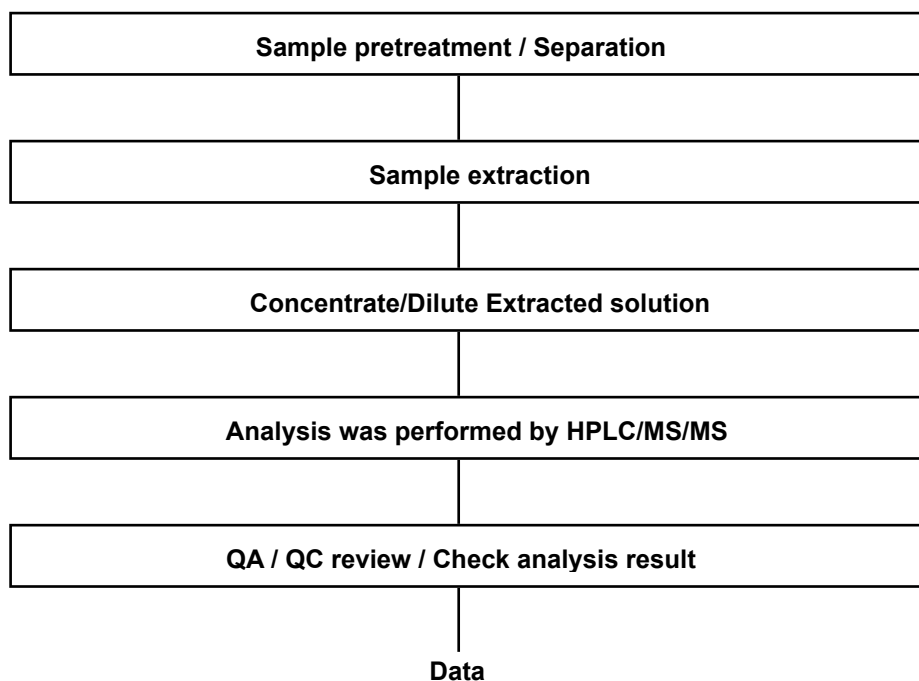 Sample pretreatment / Separation
Sample extraction
Concentrate/Dilute Extracted solution
Analysis was performed by HPLC/MS/MS
QA / QC review / Check analysis result
Data